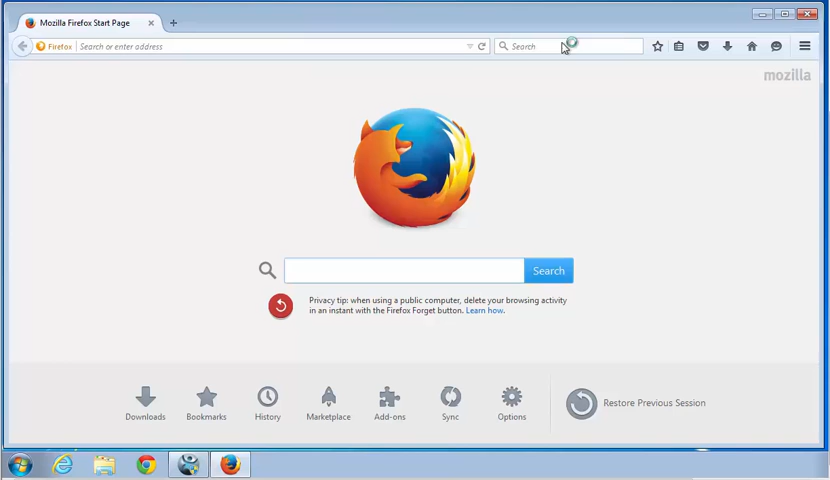 Mozilla Firefox Start Page
Firefox
Search or enter address
Search
mozilla
Search
Privacy tip: when using a public computer, delete your browsing activity
in an instant with the Firefox Forget button. Learn how.
Downloads
Bookmarks
History
Marketplace
Add-ons
Sync
Options
Restore Previous Session